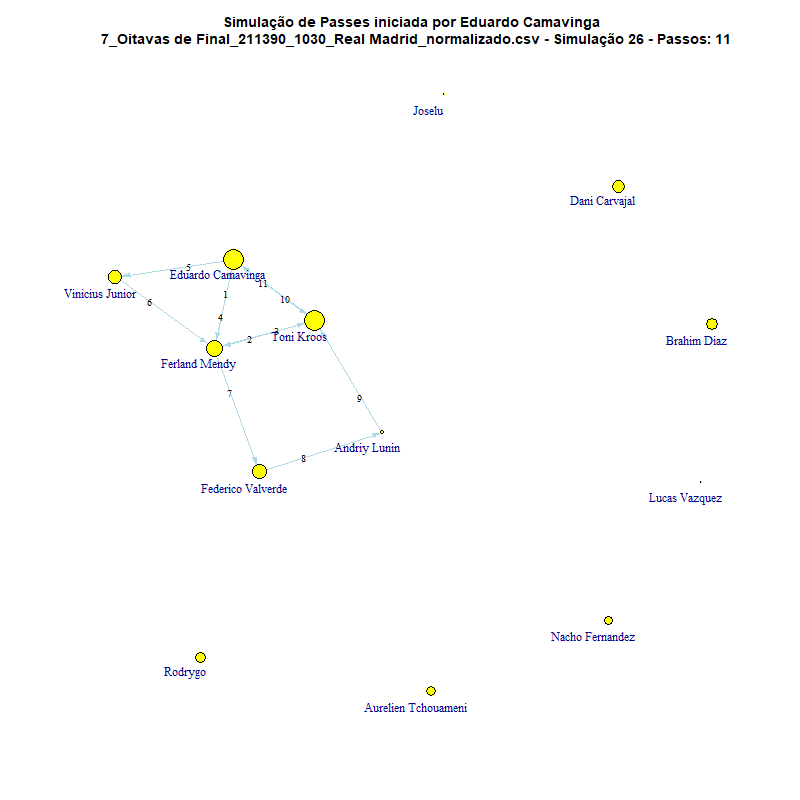 Simulação de Passes iniciada por Eduardo Camavinga
7_Oitavas de Final_211390_1030_Real Madrid_normalizado.csv - Simulação 26 - Passos: 11
Joselu
Dani Carvajal
5
Eduardo Camavinga
11
Vinicius Junior
1
10
6
4
Brahim Diaz
2
3
Toni Kroos
Ferland Mendy
7
9
Andriy Lunin
8
Federico Valverde
Lucas Vazquez
Nacho Fernandez
Rodrygo
Aurelien Tchouameni